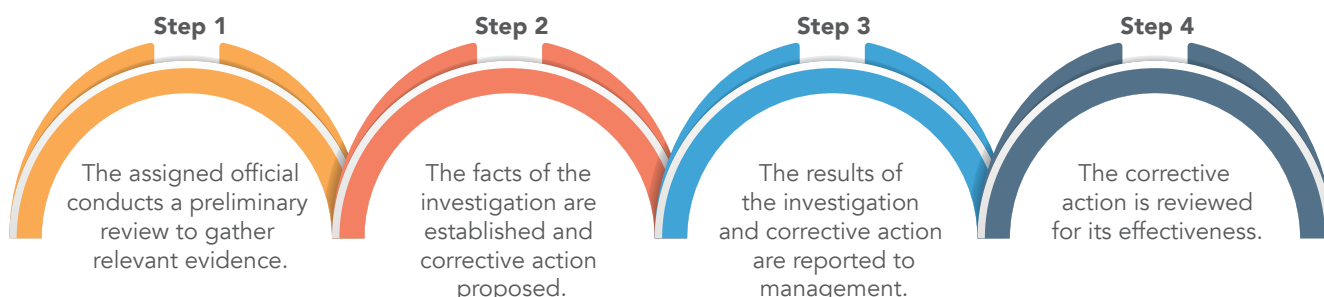 Step 1
The assigned official
conducts a preliminary
review to gather
relevant evidence.
Step 2
The facts of the
investigation are
established and
corrective action
proposed.
Step 3
The results of
the investigation
and corrective action
are reported to
management.
Step 4
The corrective
action is reviewed
for its effectiveness.